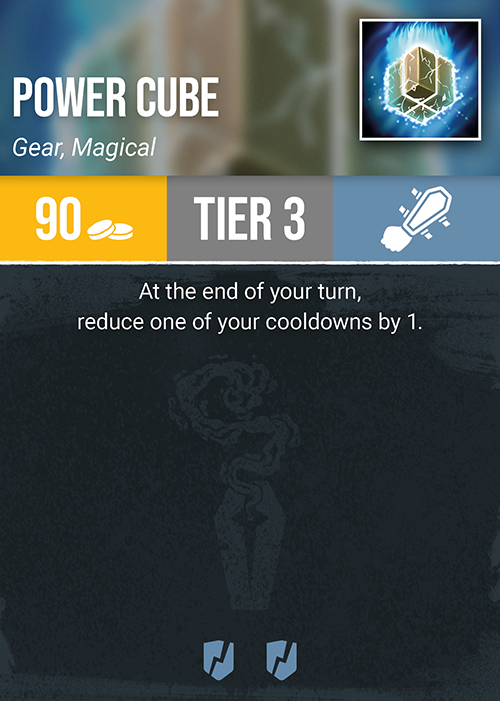 POWER CUBE
Gear, Magical
90
TIER 3
At the end of your turn,
reduce one of your cooldowns by 1.